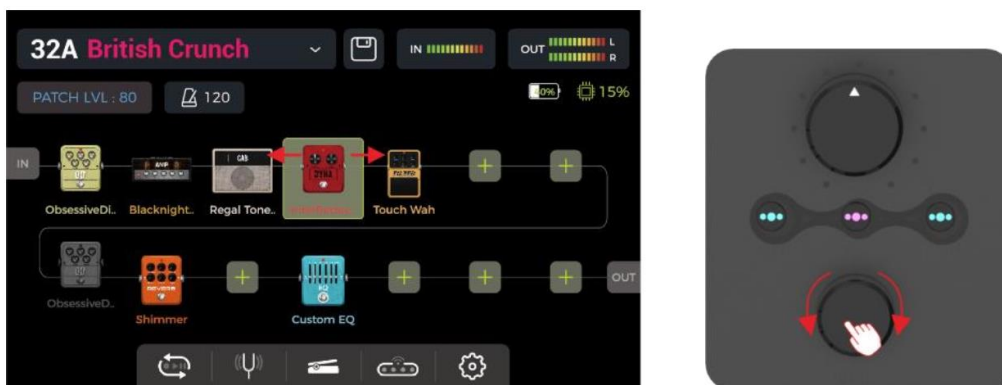 32A British Crunch
IN
OUT
L
R
PATCH LVL : 80
120
15%
IN
AMP
CAB
ObsessiveDi..
Blacknight..
Regal Tone..
Touch Wah
ObsessiveD..
Shimmer
EQ
Custom EQ
OUT